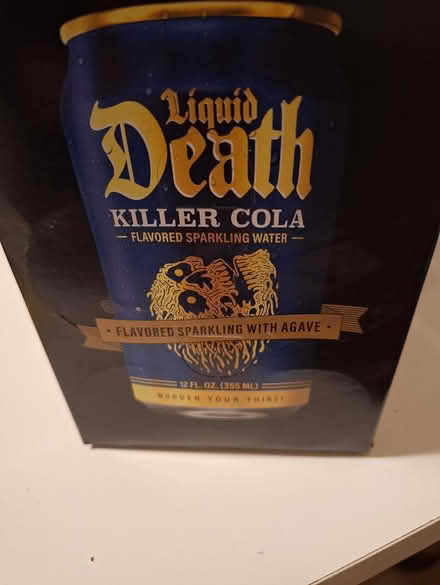 Liquid
Death
KILLER COLA
— FLAVORED SPARKLING WATER —
• FLAVORED SPARKLING WITH AGAVE •
12 FL. OZ. (355 ML)
MURDER YOUR THIRST